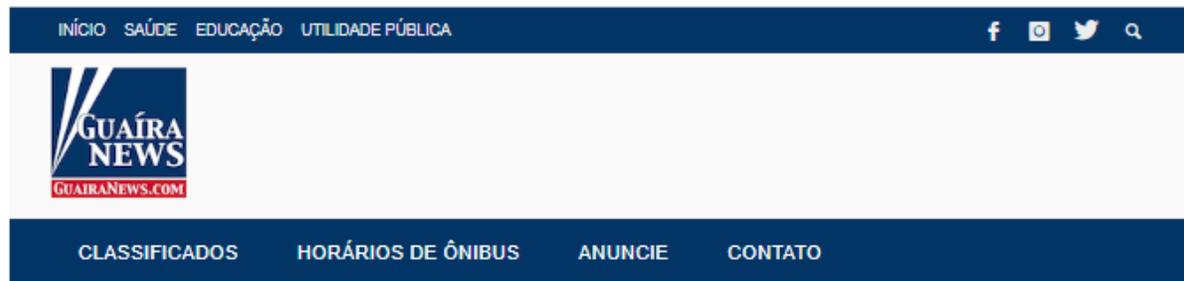 INÍCIO SAÚDE EDUCAÇÃO UTILIDADE PÚBLICA
GUAÍRA
NEWS
GUAIRANEWS.COM
CLASSIFICADOS HORÁRIOS DE ÔNIBUS ANUNCIE CONTATO